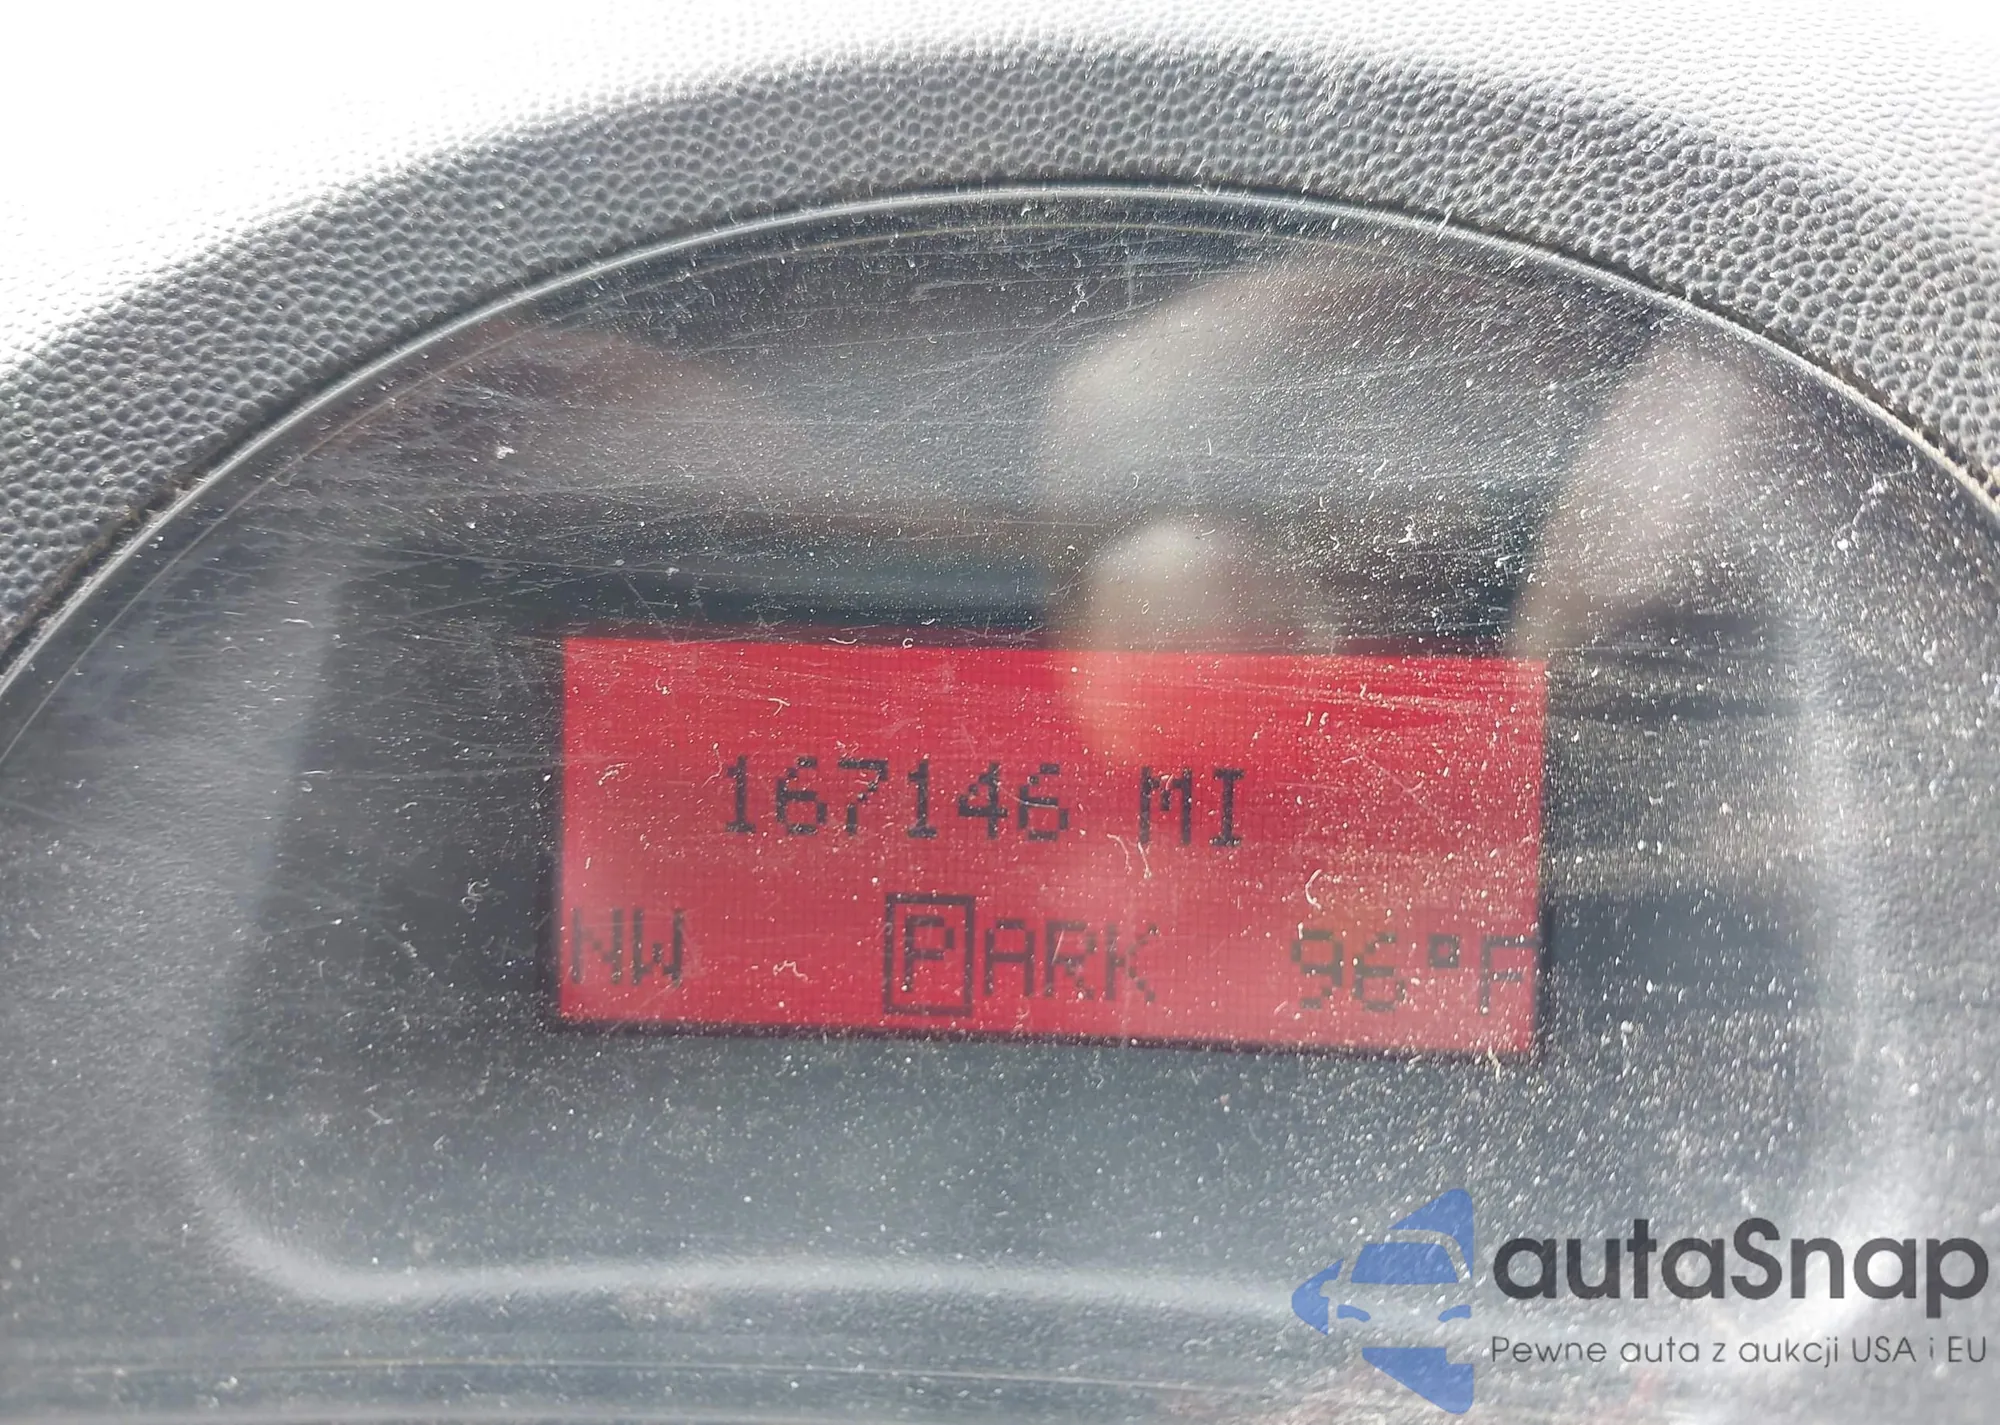 167146 MI
NW PARK 96°F
autaSnap
Pewne auta z aukcji USA i EU